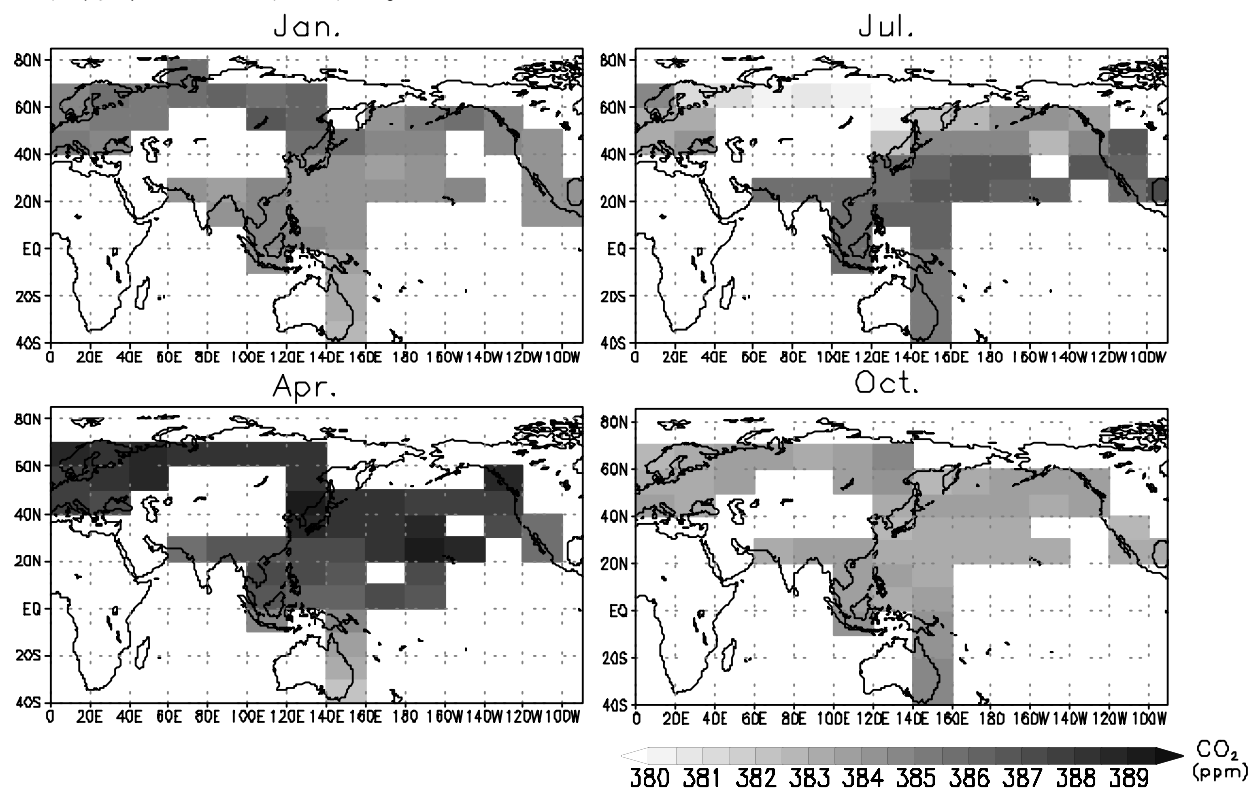 Jan. Jul.
80N 80N
60N 60N
40N 40N
20N 20N
EQ EQ
20S 20S
40S 40S
0 20E 40E 60E 80E 100E 120E 140E 160E 180 160W 140W 120W 100W 0 20E 40E 60E 80E 100E 120E 140E 160E 180 160W 140W 120W 100W
Apr. Oct.
80N 80N
60N 60N
40N 40N
20N 20N
EQ EQ
20S 20S
40S 40S
0 20E 40E 60E 80E 100E 120E 140E 160E 180 160W 140W 120W 100W 0 20E 40E 60E 80E 100E 120E 140E 160E 180 160W 140W 120W 100W
380 381 382 383 384 385 386 387 388 389 CO₂
(ppm)